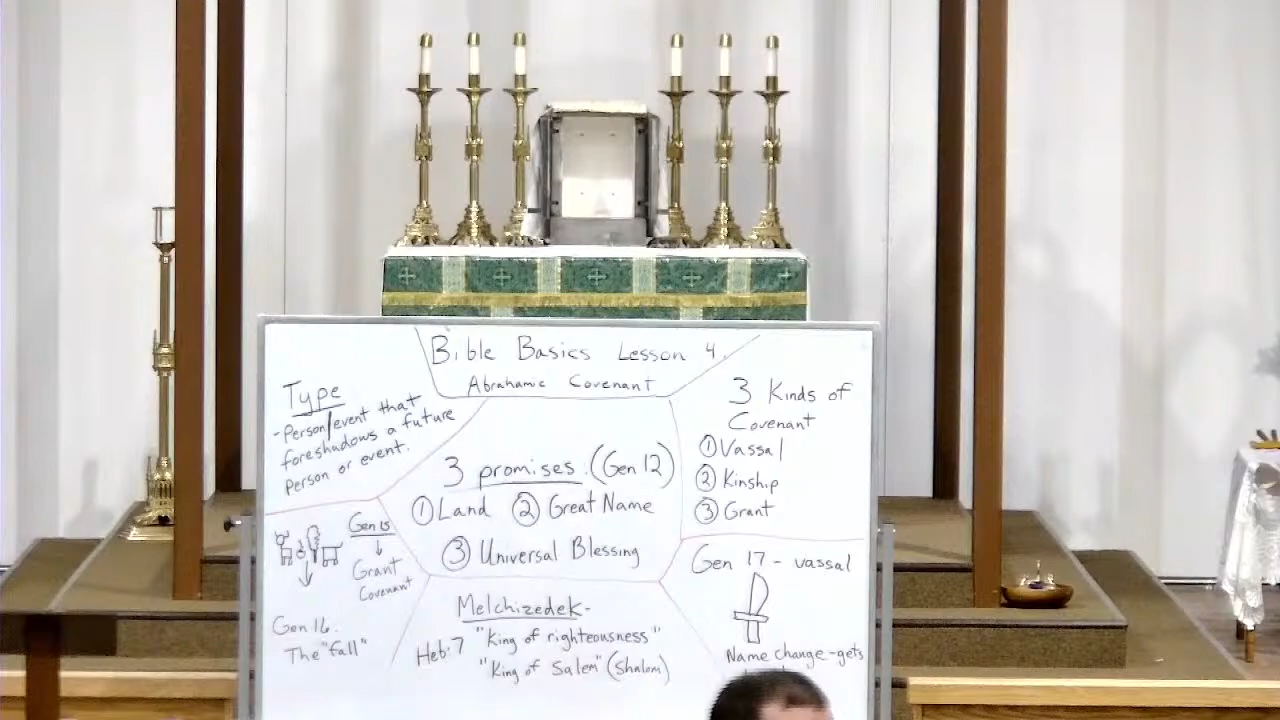 Bible Basics Lesson 4
Abrahamic Covenant
Type
- Person/event that
foreshadows a future
person or event.
3 promises: (Gen 12)
① Land ② Great Name
③ Universal Blessing
3 Kinds of
Covenant
① Vassal
② Kinship
③ Grant
Gen 15
Grant
Covenant
Gen 16.
The "fall"
Melchizedek-
Heb: 7 "King of righteousness"
"King of Salem" (Shalom)
Gen 17 - vassal
Name change - gets